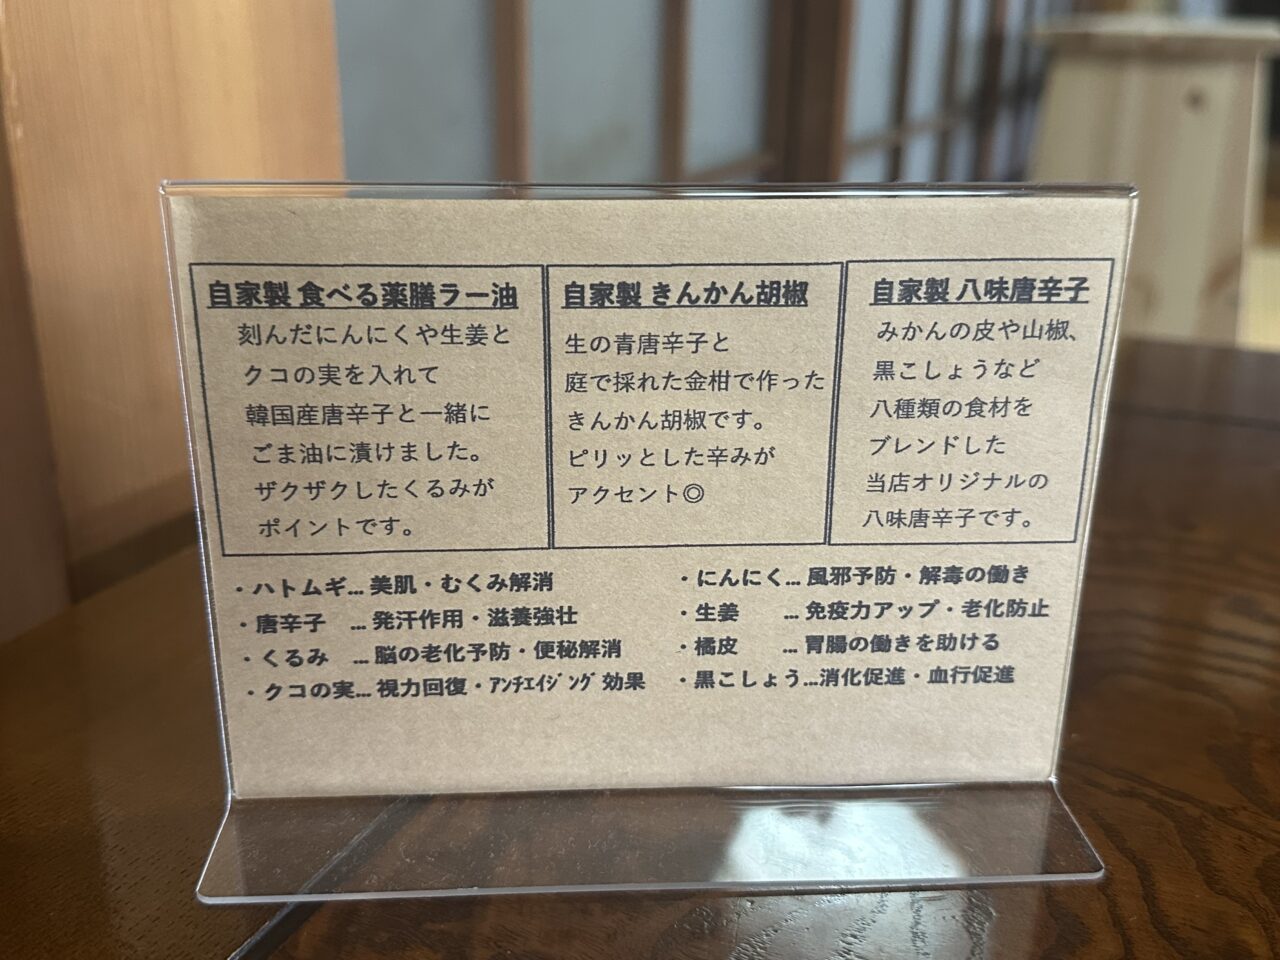 自家製 食べる薬膳ラー油
刻んだにんにくや生姜と
クコの実を入れて
韓国産唐辛子と一緒に
ごま油に漬けました。
ザクザクしたくるみが
ポイントです。
自家製 きんかん胡椒
生の青唐辛子と
庭で採れた金柑で作った
きんかん胡椒です。
ピリッとした辛みが
アクセント◎
自家製 八味唐辛子
みかんの皮や山椒、
黒こしょうなど
八種類の食材を
ブレンドした
当店オリジナルの
八味唐辛子です。
・ハトムギ…美肌・むくみ解消
・唐辛子 …発汗作用・滋養強壮
・くるみ …脳の老化予防・便秘解消
・クコの実…視力回復・ｱﾝﾁｴｲｼﾞﾝｸﾞ効果
・にんにく…風邪予防・解毒の働き
・生姜 …免疫力アップ・老化防止
・橘皮 …胃腸の働きを助ける
・黒こしょう…消化促進・血行促進